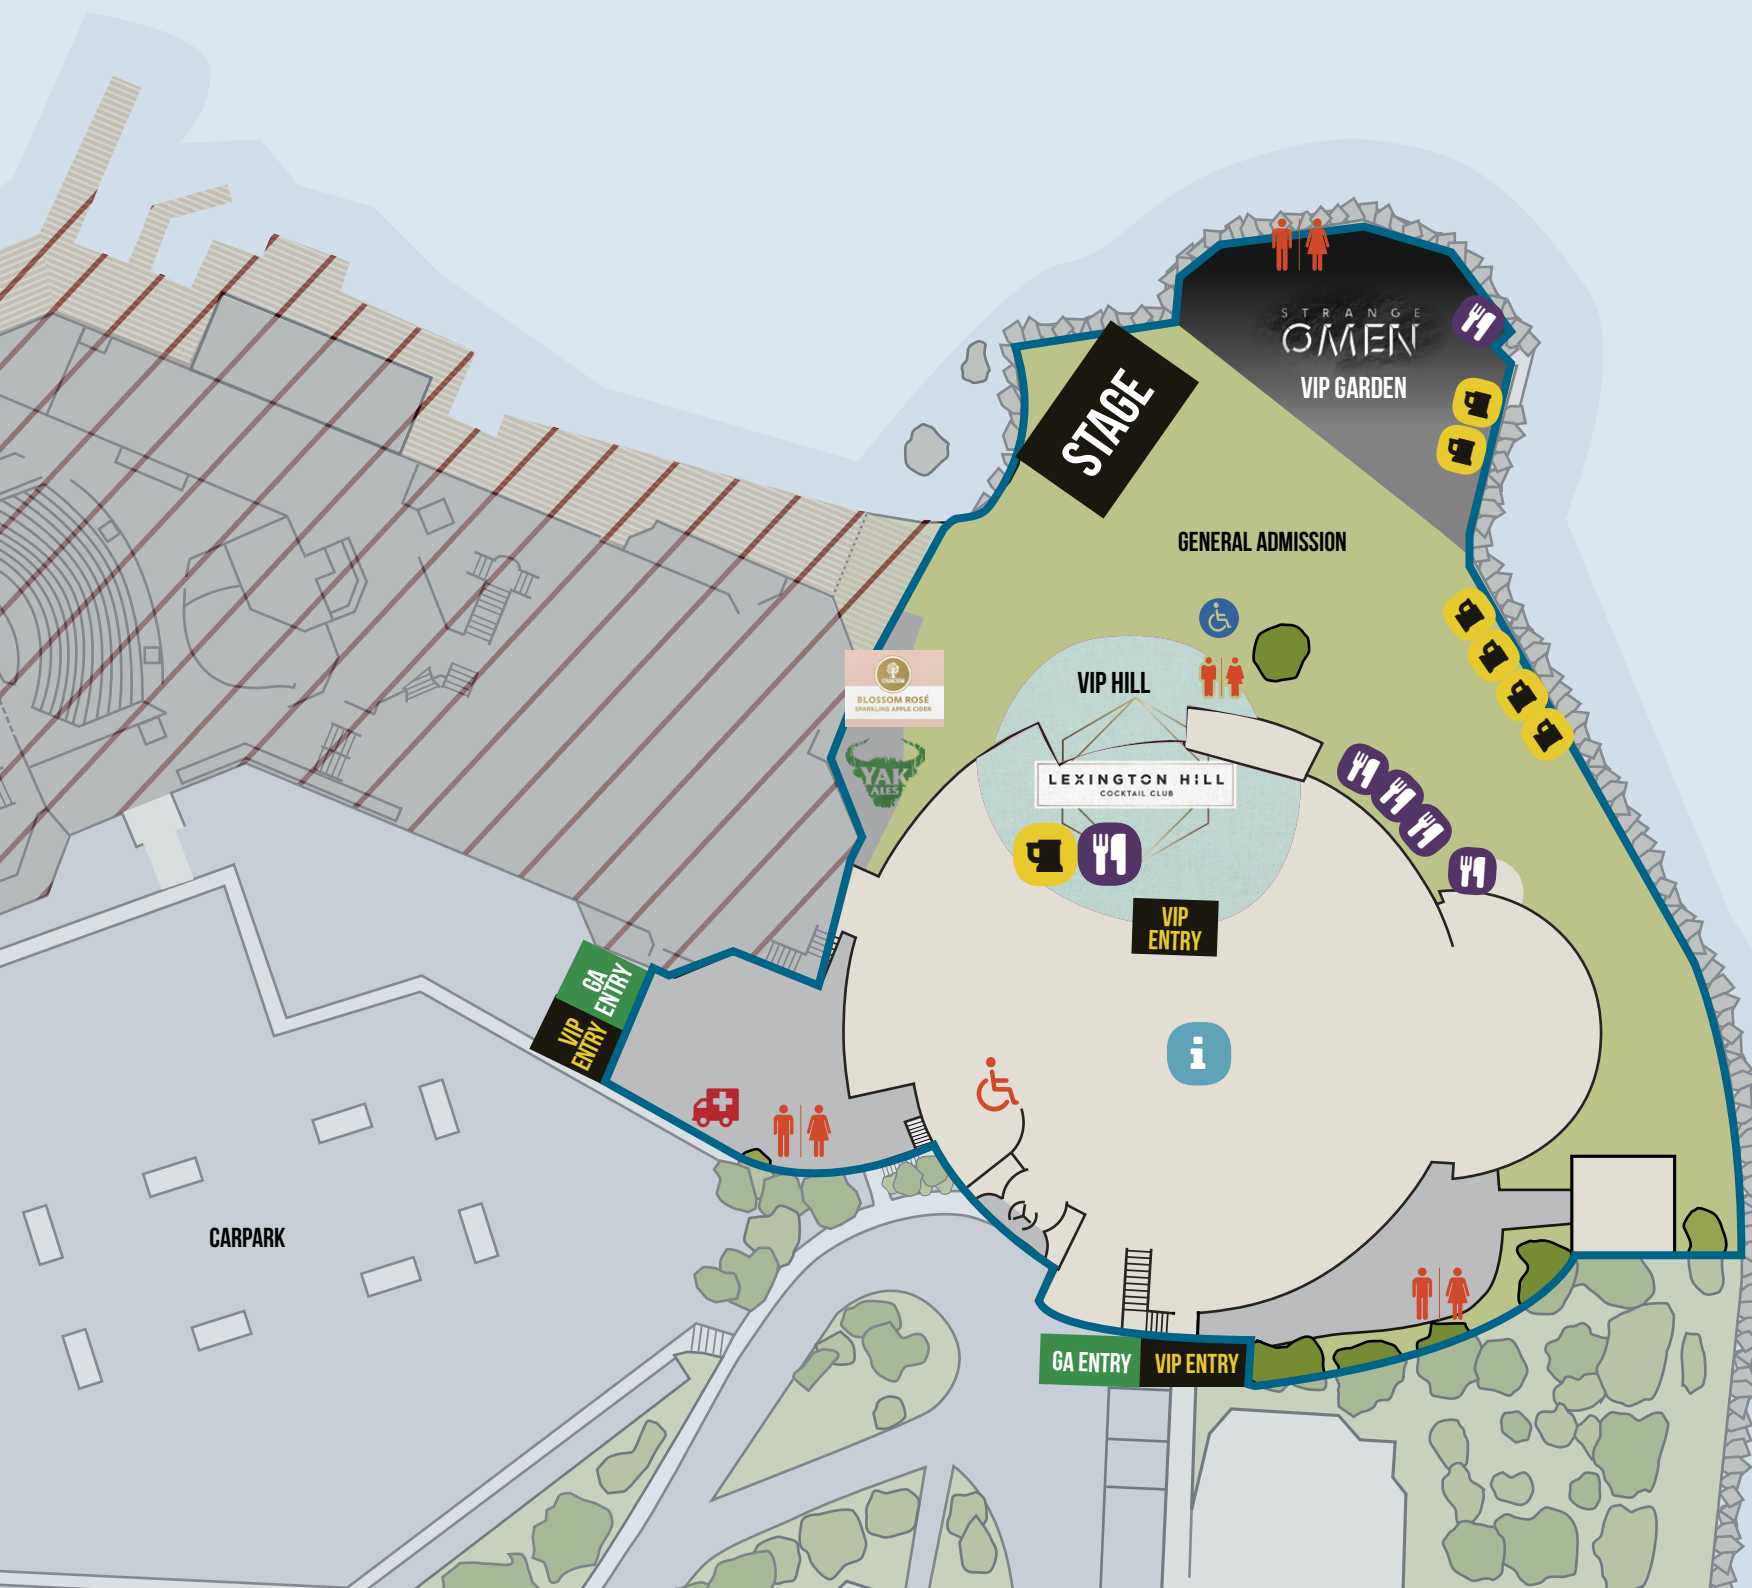 STRANGE
OMEN
VIP GARDEN
STAGE
GENERAL ADMISSION
VIP HILL
STRONGBOW
BLOSSOM ROSÉ
SPARKLING APPLE CIDER
YAK
ALES
LEXINGTON HILL
COCKTAIL CLUB
VIP
ENTRY
GA
ENTRY
VIP
ENTRY
i
CARPARK
GA ENTRY
VIP ENTRY